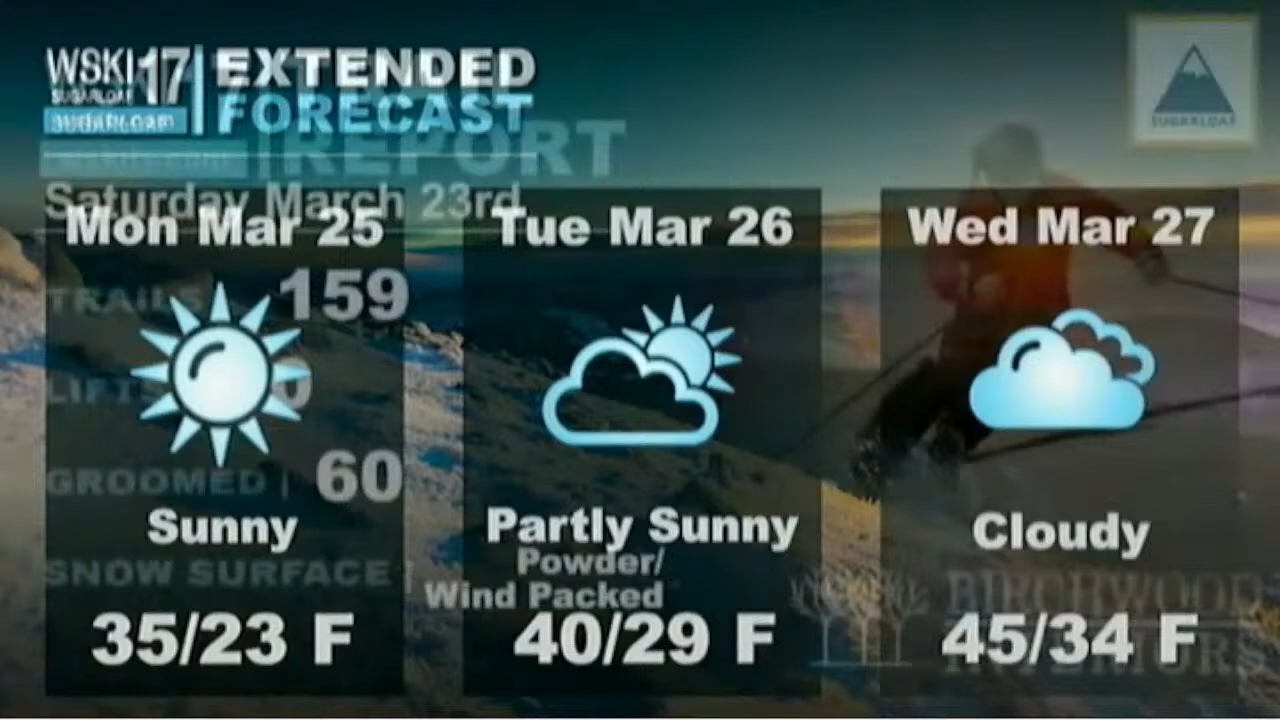 WSKI 17
SUGARLOAF
EXTENDED
FORECAST
REPORT
SUGARLOAF
Saturday March 23rd
Mon Mar 25
Tue Mar 26
Wed Mar 27
TRAILS 159
LIFTS
GROOMED | 60
Sunny
Partly Sunny
Cloudy
SNOW SURFACE |
Powder/
Wind Packed
35/23 F
40/29 F
45/34 F
BIRCHWOOD
INTERIORS